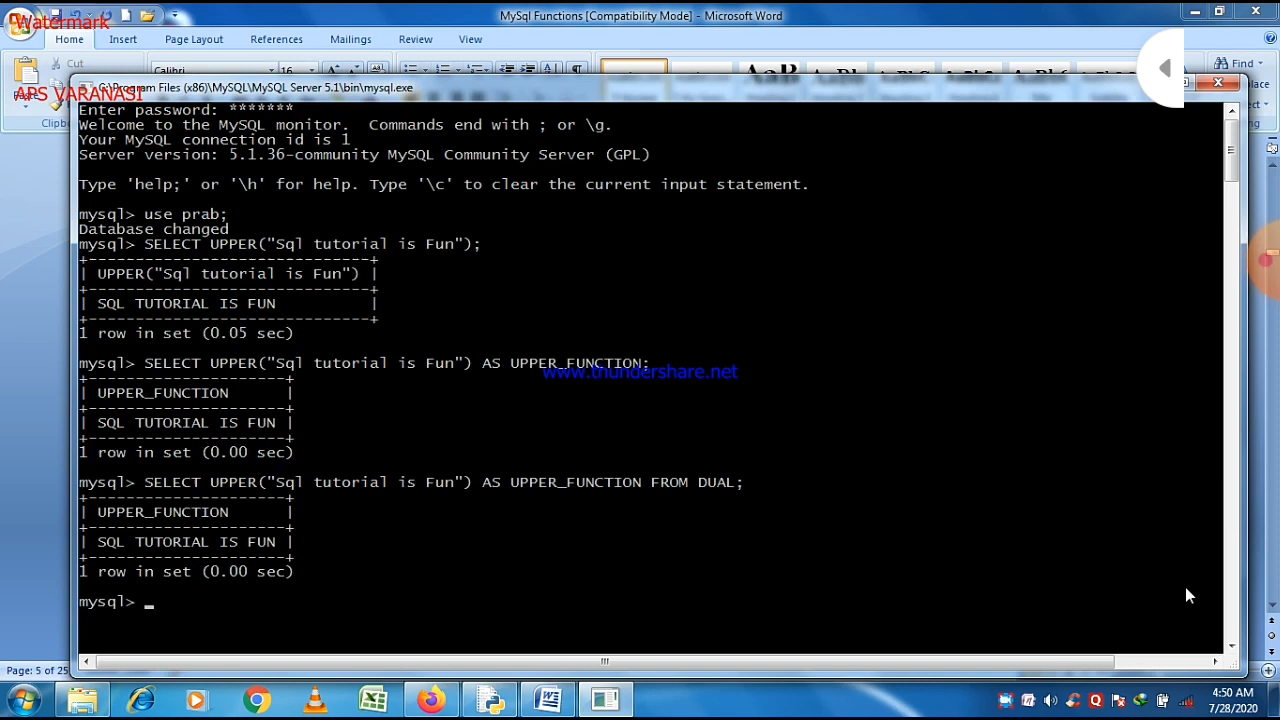 Watermark
MySql Functions [Compatibility Mode] - Microsoft Word
Home Insert Page Layout References Mailings Review View
Cut
Calibri 16
Find
APS VARANASI
C:\Program Files (x86)\MySQL\MySQL Server 5.1\bin\mysql.exe
Enter password: *******
Welcome to the MySQL monitor.  Commands end with ; or \g.
Your MySQL connection id is 1
Server version: 5.1.36-community MySQL Community Server (GPL)
Type 'help;' or '\h' for help. Type '\c' to clear the current input statement.
mysql> use prab;
Database changed
mysql> SELECT UPPER("Sql tutorial is Fun");
+------------------------------+
| UPPER("Sql tutorial is Fun") |
+------------------------------+
| SQL TUTORIAL IS FUN          |
+------------------------------+
1 row in set (0.05 sec)
mysql> SELECT UPPER("Sql tutorial is Fun") AS UPPER_FUNCTION;
www.thundershare.net
+---------------------+
| UPPER_FUNCTION      |
+---------------------+
| SQL TUTORIAL IS FUN |
+---------------------+
1 row in set (0.00 sec)
mysql> SELECT UPPER("Sql tutorial is Fun") AS UPPER_FUNCTION FROM DUAL;
+---------------------+
| UPPER_FUNCTION      |
+---------------------+
| SQL TUTORIAL IS FUN |
+---------------------+
1 row in set (0.00 sec)
mysql> _
Page: 5 of 25
4:50 AM
7/28/2020